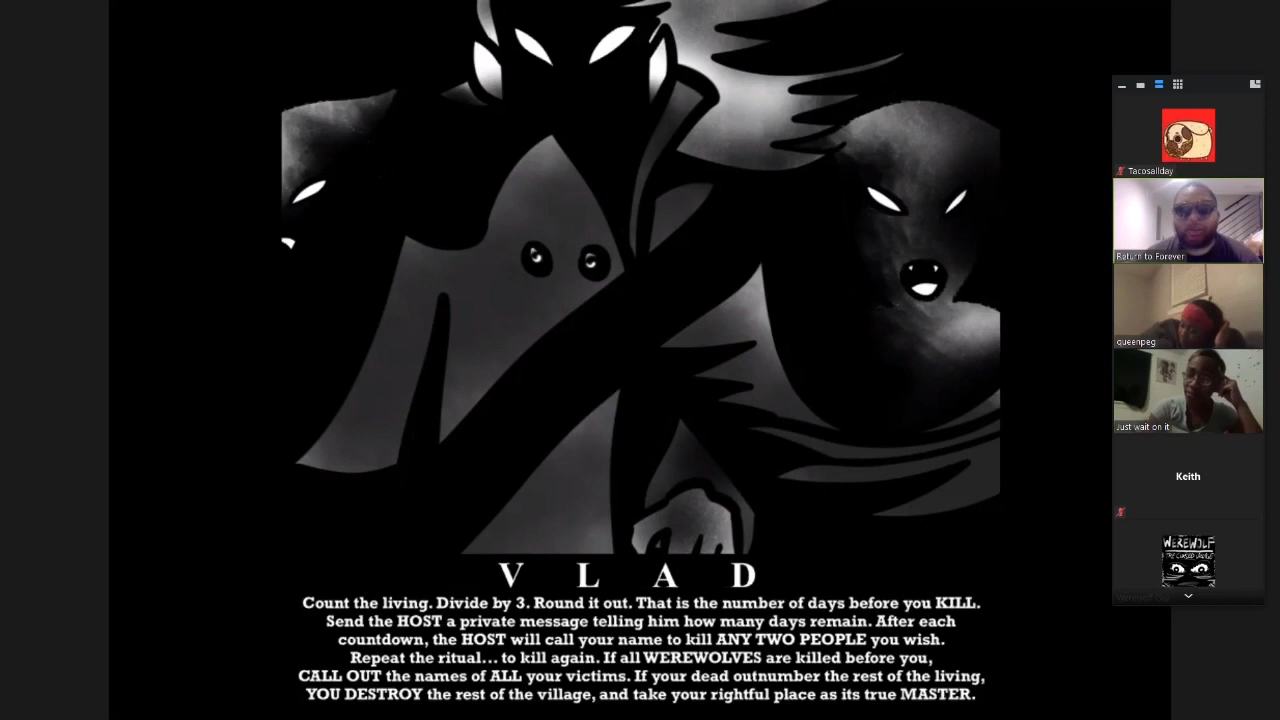 Tacosallday
Return to Forever
queenpeg
Just wait on it
Keith
WEREWOLF
THE CURSED VILLAGE
V L A D
Count the living. Divide by 3. Round it out. That is the number of days before you KILL.
Send the HOST a private message telling him how many days remain. After each
countdown, the HOST will call your name to kill ANY TWO PEOPLE you wish.
Repeat the ritual... to kill again. If all WEREWOLVES are killed before you,
CALL OUT the names of ALL your victims. If your dead outnumber the rest of the living,
YOU DESTROY the rest of the village, and take your rightful place as its true MASTER.